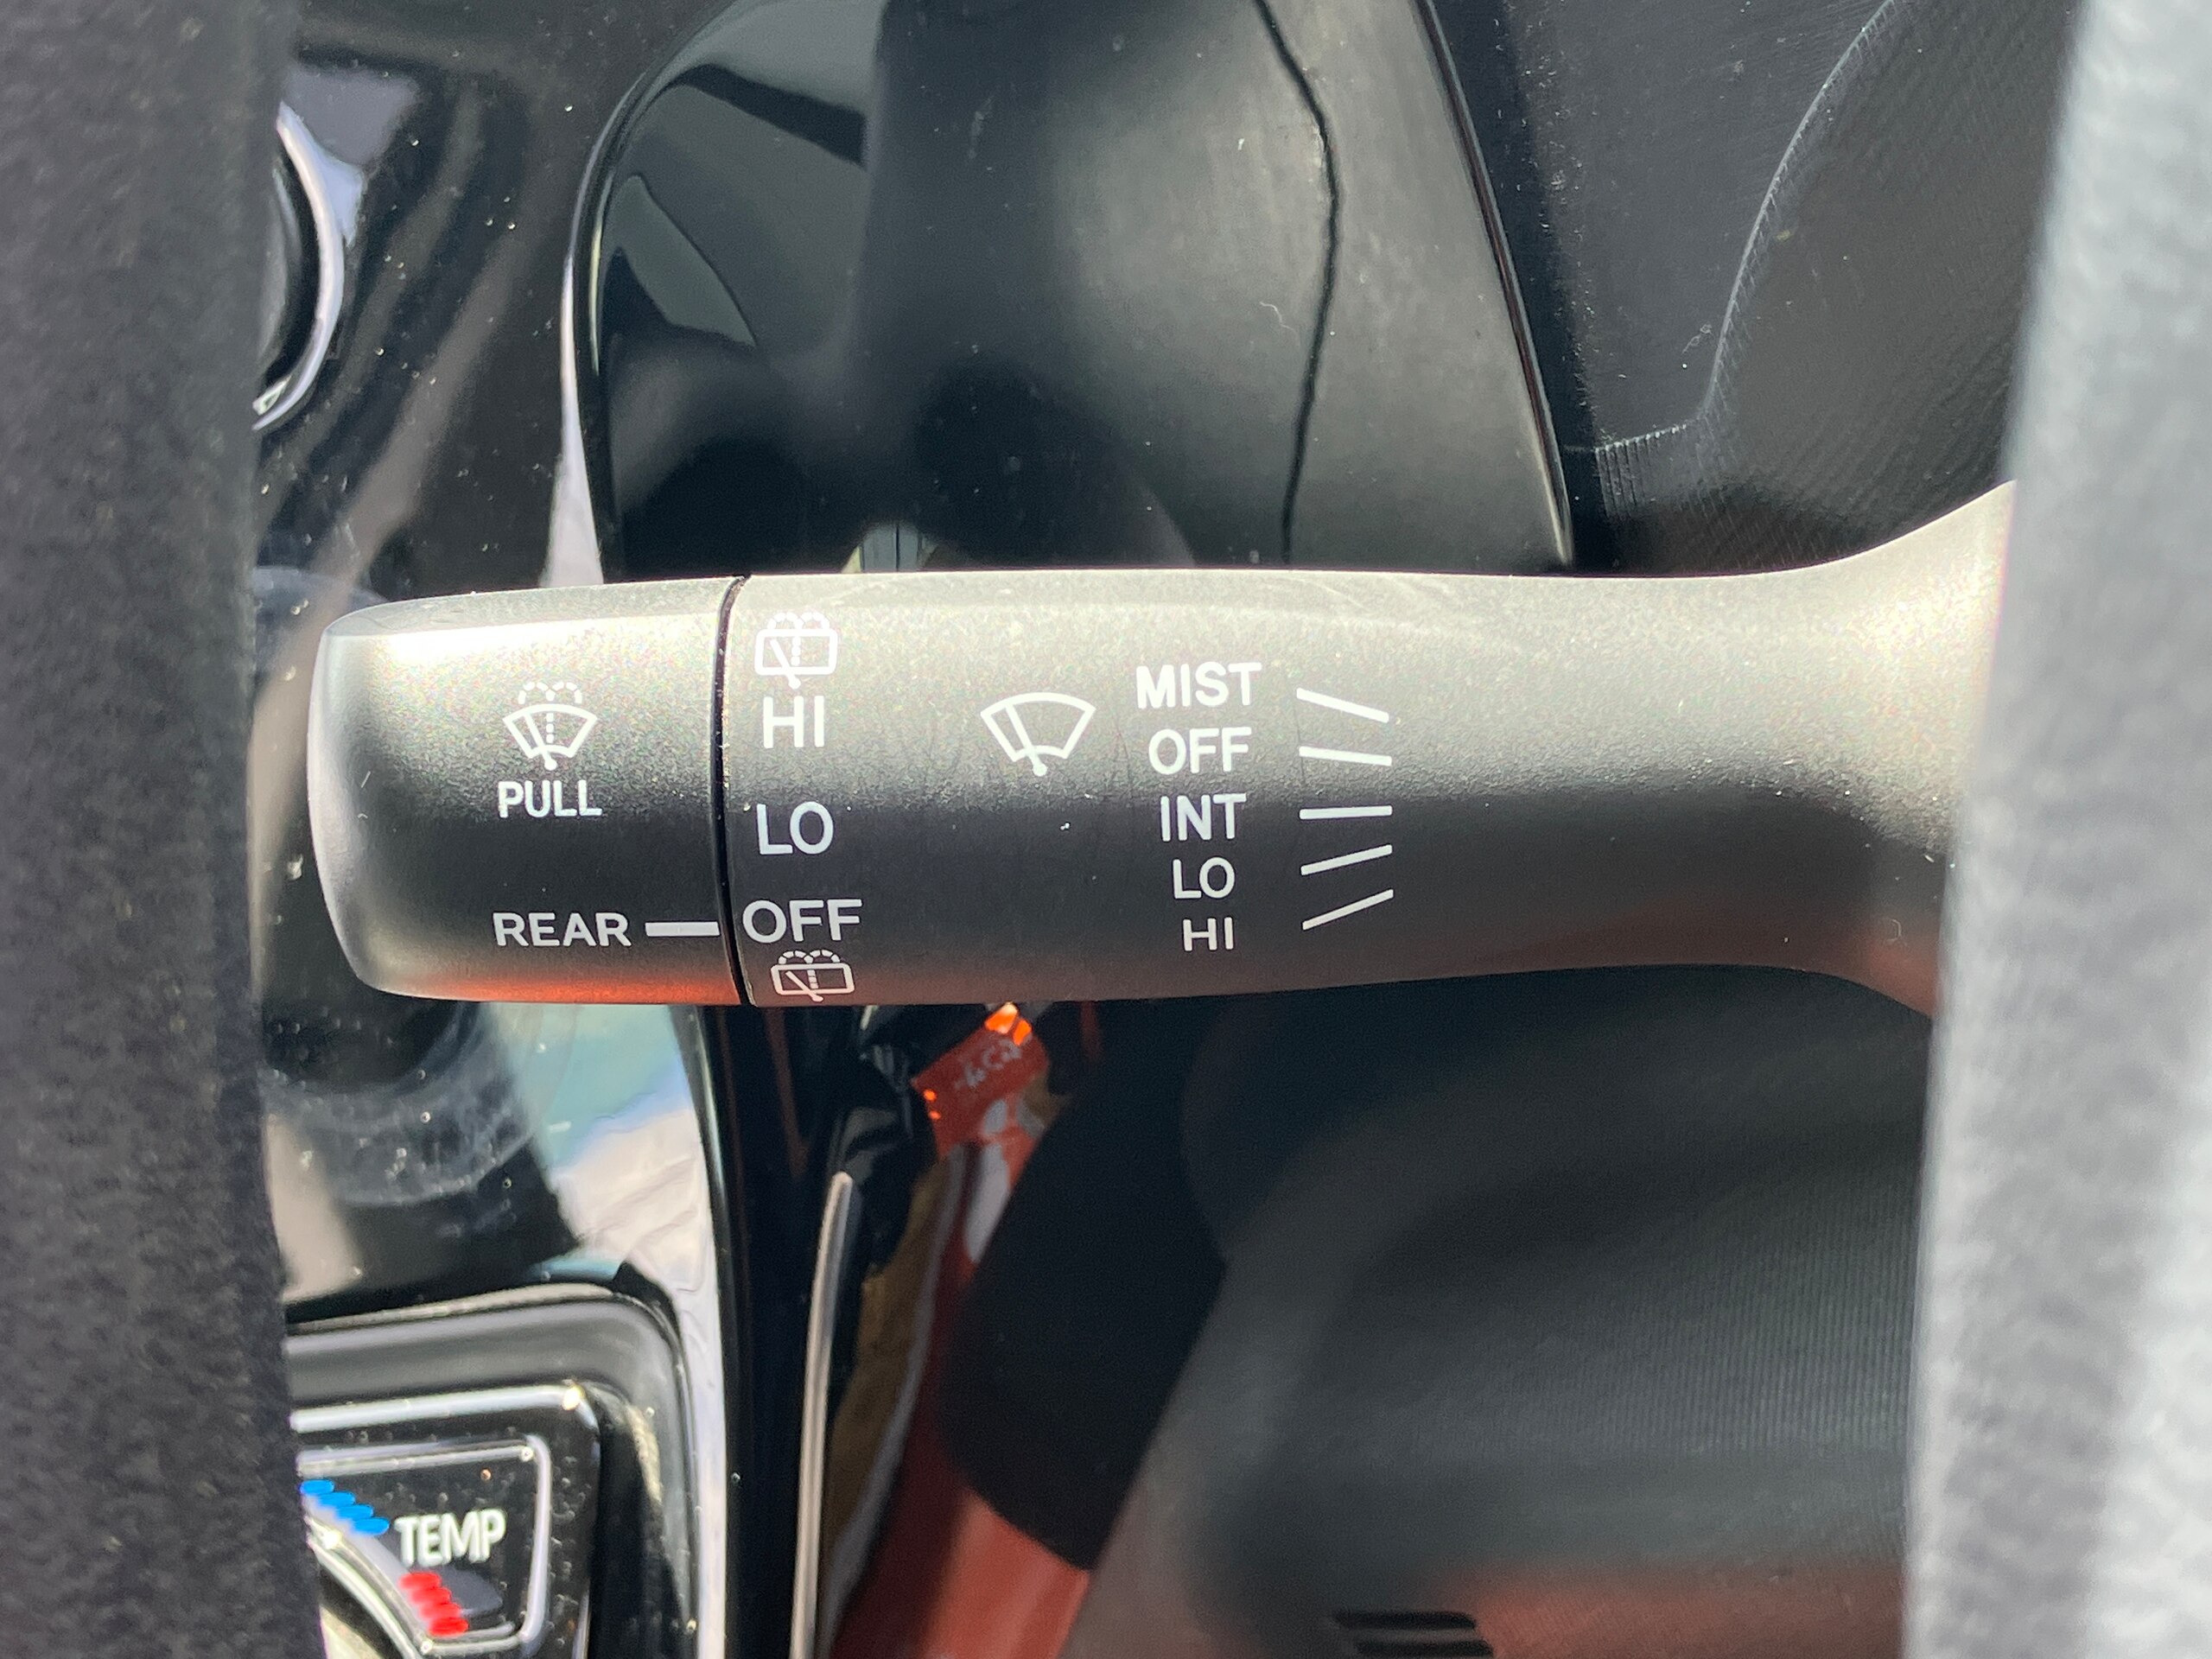 PULL
REAR
HI
LO
OFF
MIST
OFF
INT
LO
HI
TEMP